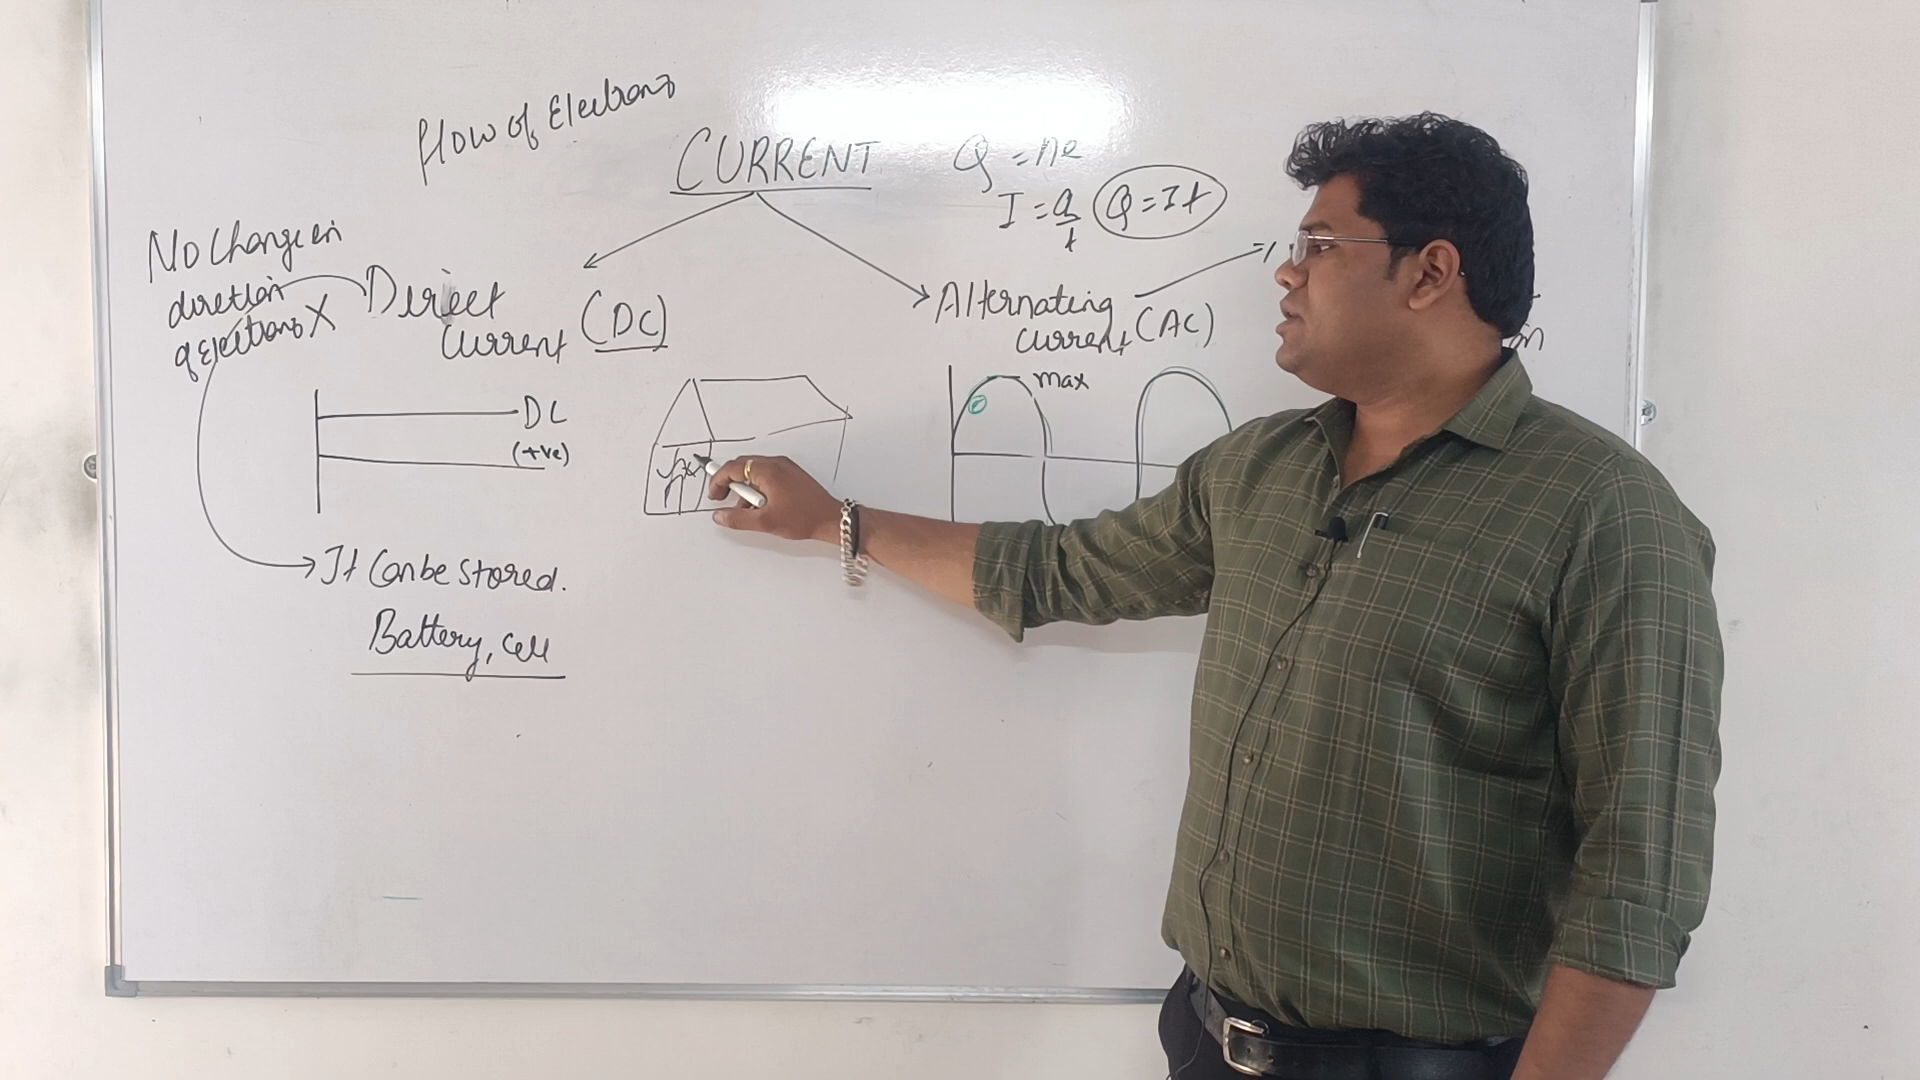 flow of Electrons
CURRENT
Q = ne
I = Q/t
Q = It
No Change in
direction
of electrons X
Direct
Current (DC)
Alternating
Current (AC)
DC
(+ve)
max
It Can be stored.
Battery, Cell